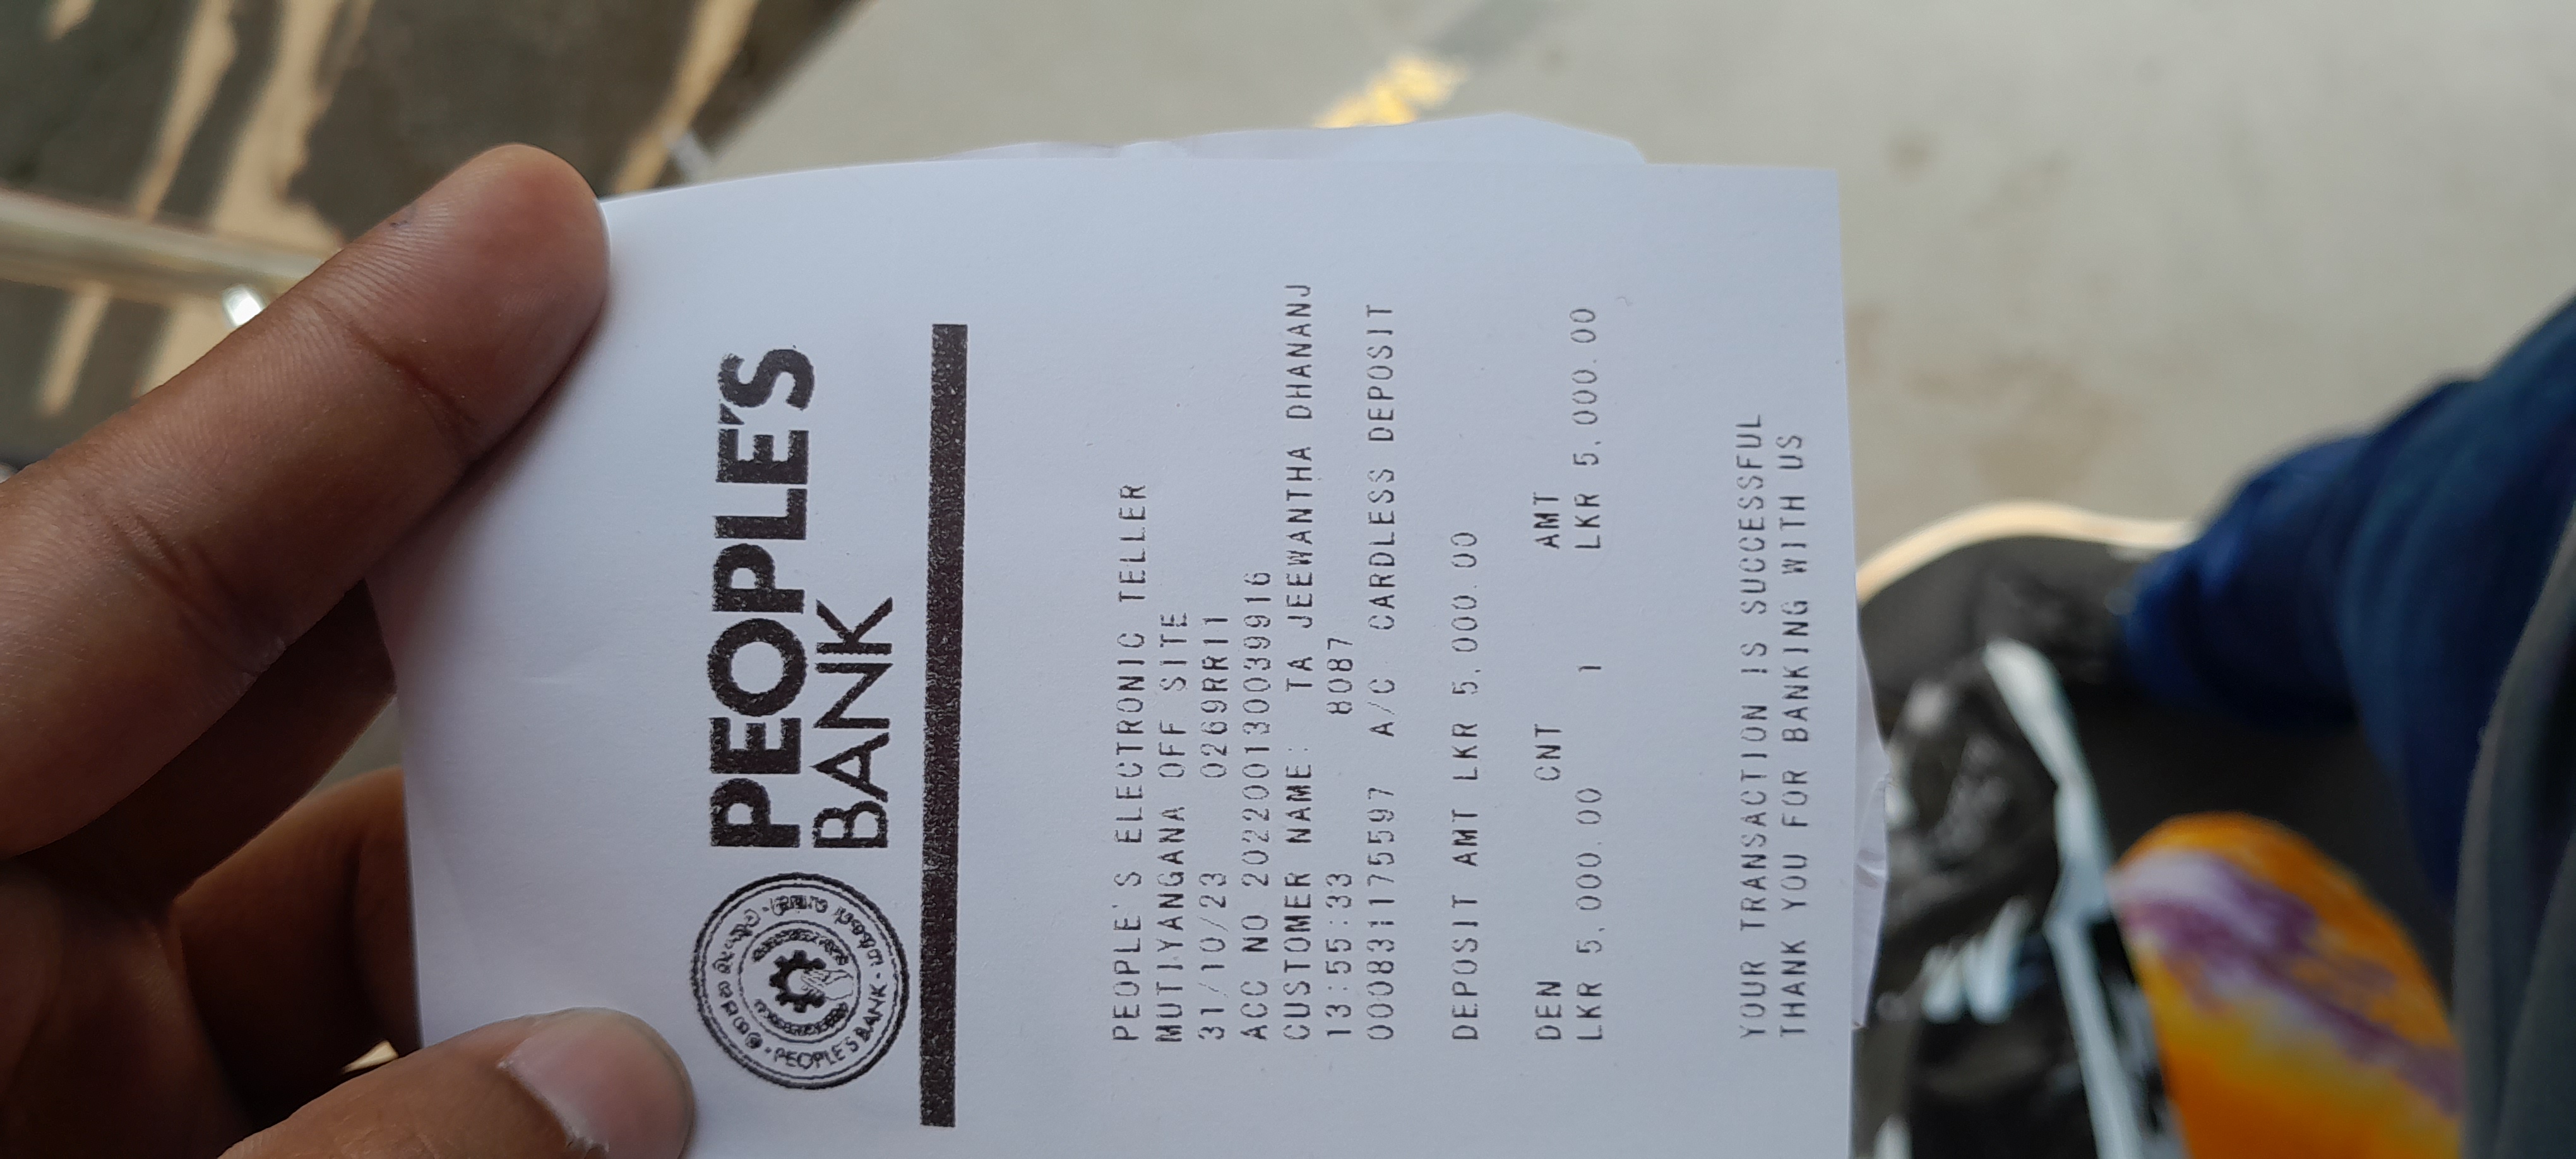 PEOPLE'S
BANK
PEOPLE'S BANK
PEOPLE'S ELECTRONIC TELLER
MUTIYANGANA OFF SITE
31/10/23 0269RR11
ACC NO 202200130039916
CUSTOMER NAME: TA JEEWANTHA DHANANJ
13:55:33 8087
000831175597 A/C CARDLESS DEPOSIT
DEPOSIT AMT LKR 5,000.00
DEN CNT AMT
LKR 5,000.00 1 LKR 5,000.00
YOUR TRANSACTION IS SUCCESSFUL
THANK YOU FOR BANKING WITH US